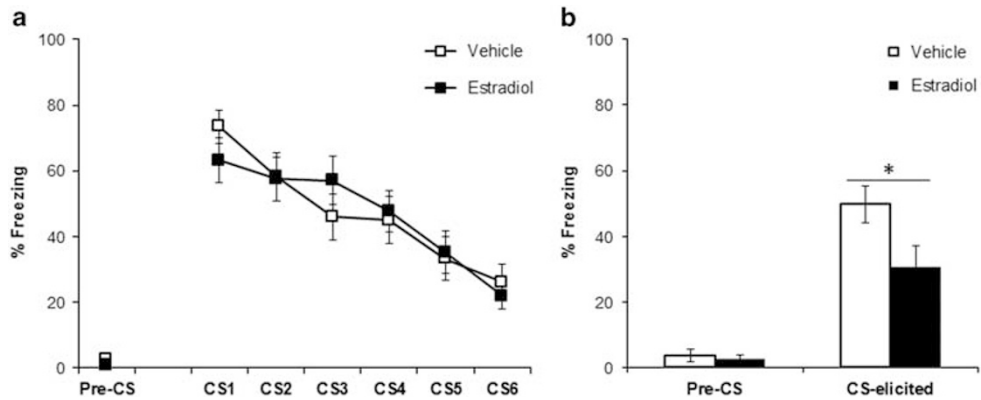 a
100
80
60
40
20
0
% Freezing
Vehicle
Estradiol
Pre-CS CS1 CS2 CS3 CS4 CS5 CS6
b
100
80
60
40
20
0
% Freezing
Vehicle
Estradiol
*
Pre-CS CS-elicited